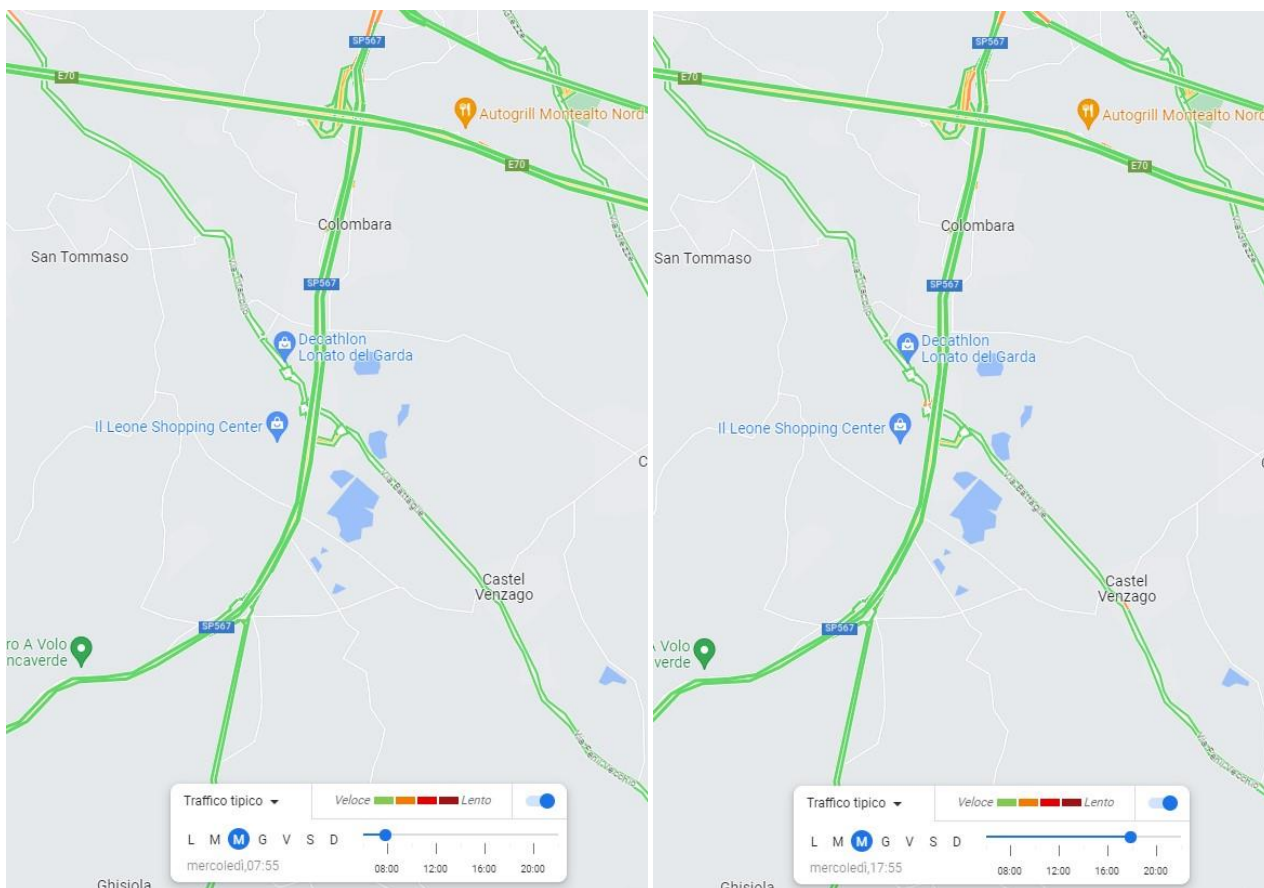 SP567
E70
Autogrill Montealto Nord
E70
Colombara
San Tommaso
SP567
Decathlon
Lonato del Garda
Il Leone Shopping Center
Via Battaglie
Castel
Venzago
SP567
ro A Volo
ncaverde
Traffico tipico
Veloce
Lento
L M M G V S D
mercoledì,07:55
08:00 12:00 16:00 20:00
Ghisiola
SP567
E70
Autogrill Montealto Nord
E70
Colombara
San Tommaso
SP567
Decathlon
Lonato del Garda
Il Leone Shopping Center
Via Battaglie
Castel
Venzago
SP567
A Volo
verde
Traffico tipico
Veloce
Lento
L M M G V S D
mercoledì,17:55
08:00 12:00 16:00 20:00
Ghisiola